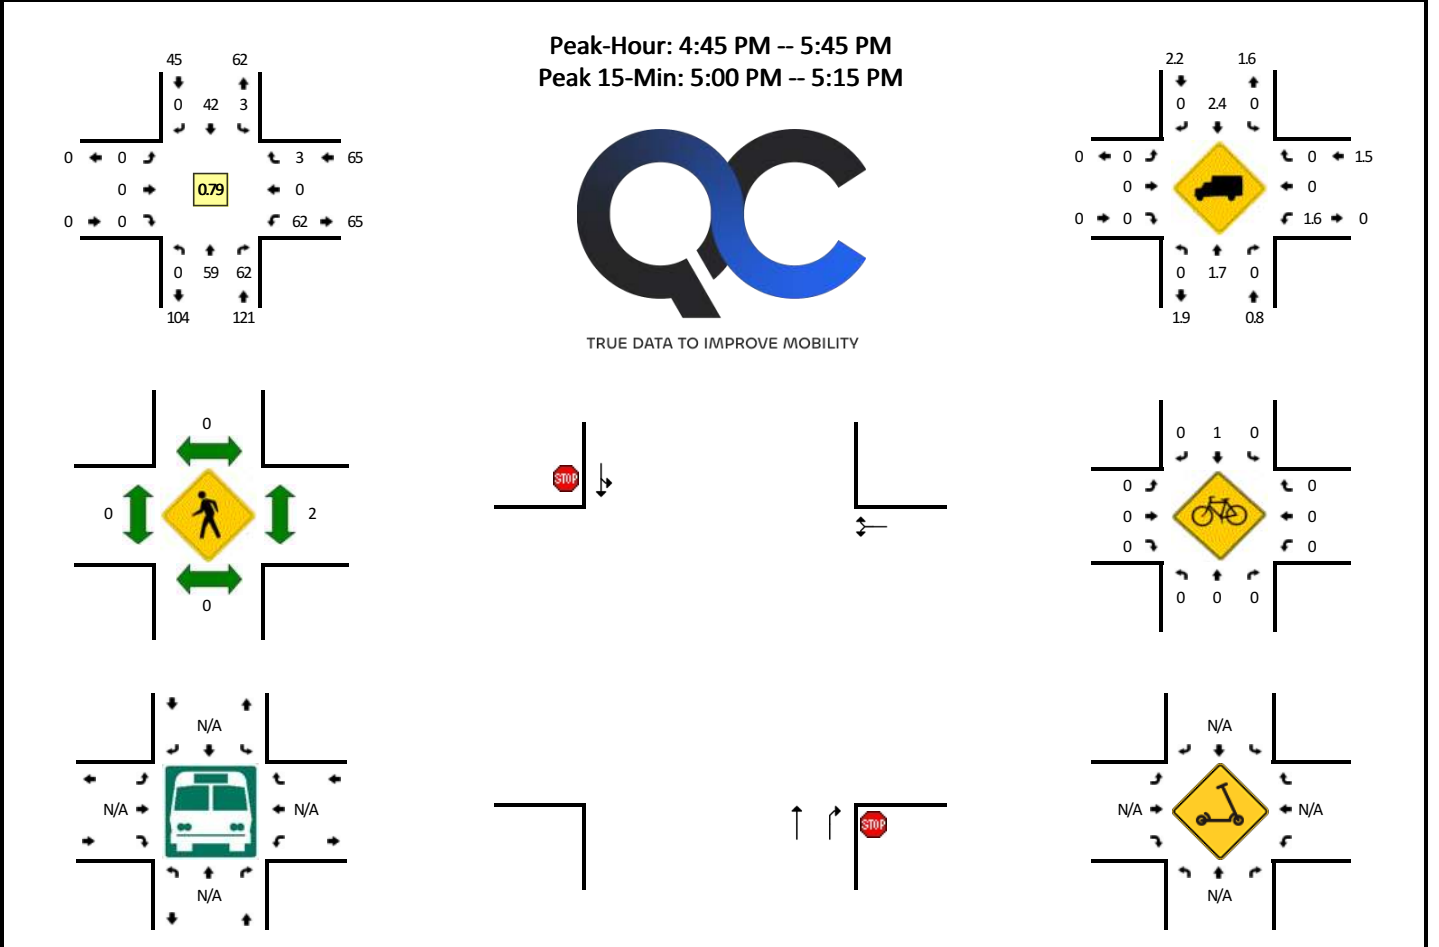 Peak-Hour: 4:45 PM -- 5:45 PM
Peak 15-Min: 5:00 PM -- 5:15 PM
45 62
0 42 3
0 0 3 65
0 0.79 0
0 0 62 65
0 59 62
104 121
QC
TRUE DATA TO IMPROVE MOBILITY
2.2 1.6
0 2.4 0
0 0 0 1.5
0 0
0 0 1.6 0
0 1.7 0
1.9 0.8
0
0 2
0
STOP
STOP
0 1 0
0 0
0 0
0 0
0 0 0
N/A
N/A N/A
N/A
N/A
N/A N/A
N/A